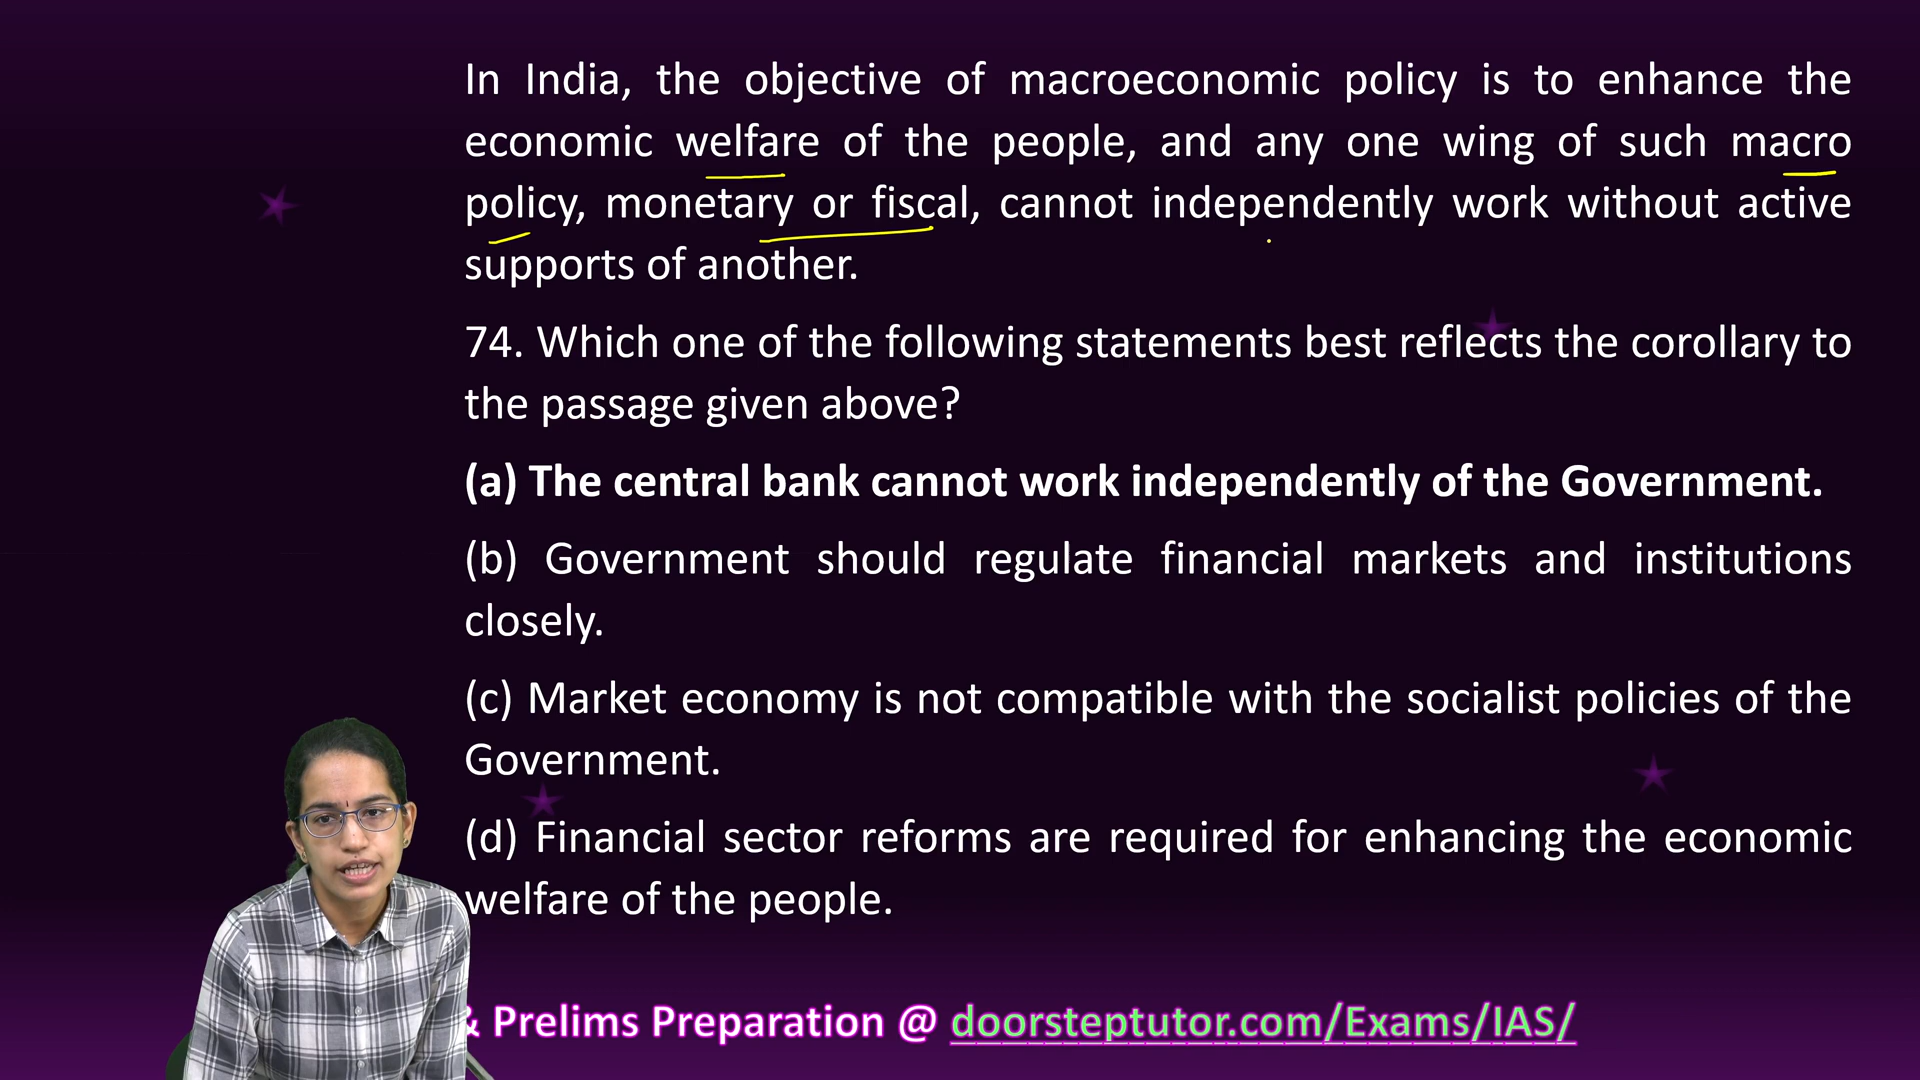 In India, the objective of macroeconomic policy is to enhance the
economic welfare of the people, and any one wing of such macro
policy, monetary or fiscal, cannot independently work without active
supports of another.
74. Which one of the following statements best reflects the corollary to
the passage given above?
(a) The central bank cannot work independently of the Government.
(b) Government should regulate financial markets and institutions
closely.
(c) Market economy is not compatible with the socialist policies of the
Government.
(d) Financial sector reforms are required for enhancing the economic
welfare of the people.
& Prelims Preparation @ doorsteptutor.com/Exams/IAS/